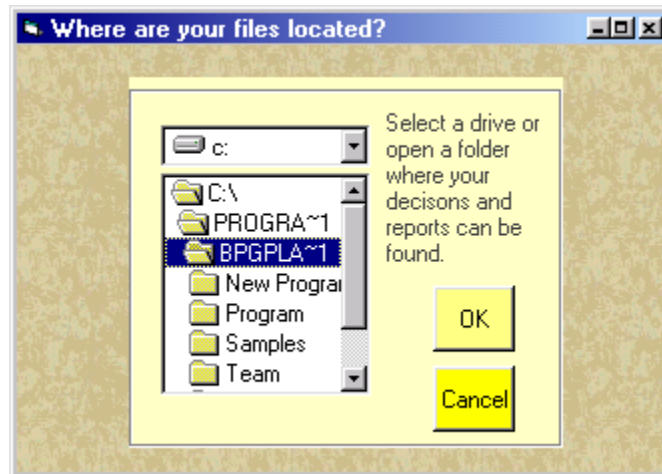 Where are your files located?
c:
Select a drive or
open a folder
where your
decisons and
reports can be
found.
C:\
PROGRA~1
BPGPLA~1
New Progra
Program
Samples
Team
OK
Cancel